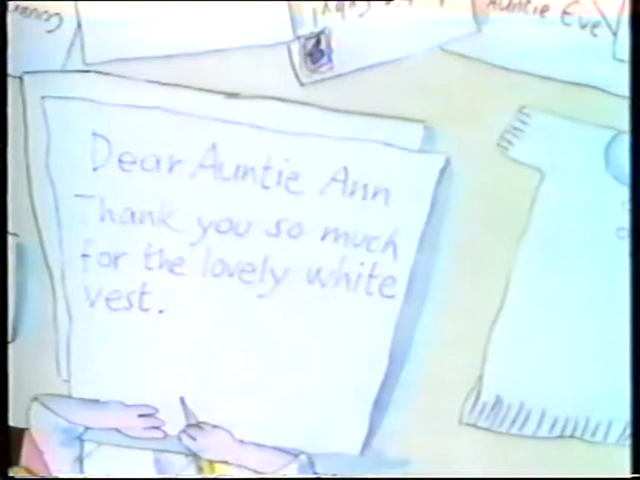 Auntie Eve
Dear Auntie Ann
Thank you so much
for the lovely white
vest.